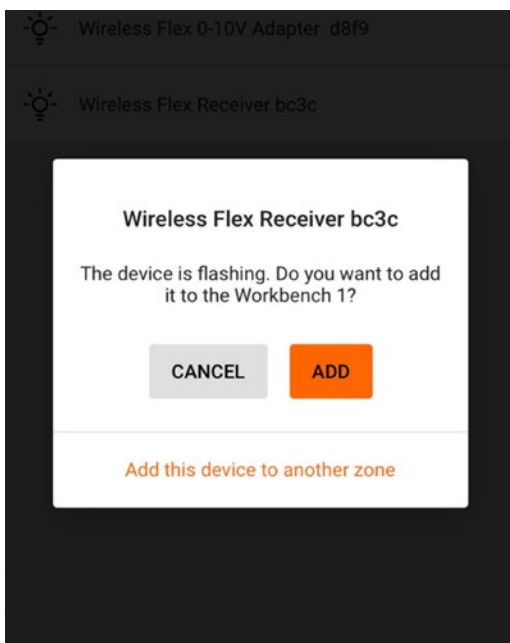 Wireless Flex 0-10V Adapter d8f9
Wireless Flex Receiver bc3c
Wireless Flex Receiver bc3c
The device is flashing. Do you want to add
it to the Workbench 1?
CANCEL ADD
Add this device to another zone